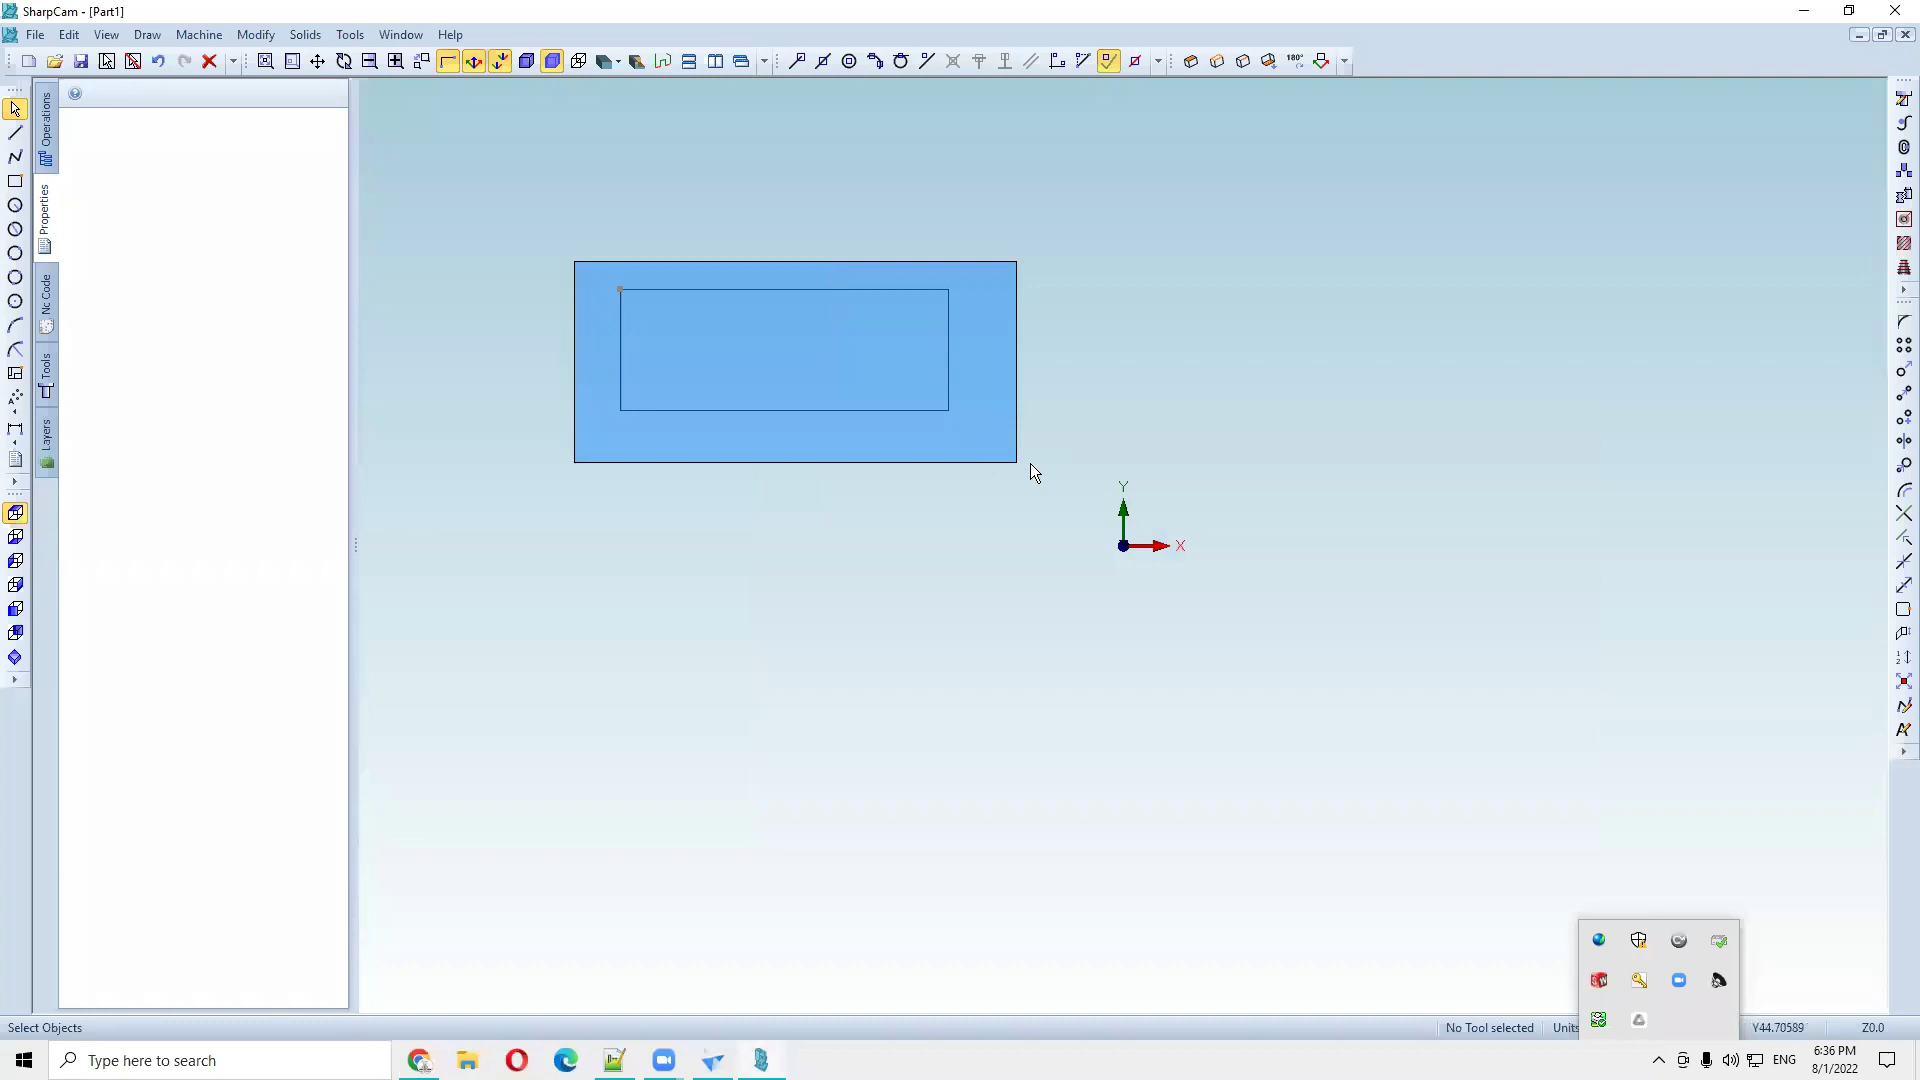 SharpCam - [Part1]
File Edit View Draw Machine Modify Solids Tools Window Help
180°
Operations
Properties
Nc Code
Tools
Layers
Y
X
Select Objects
No Tool selected
Units
Y44.70589
Z0.0
Type here to search
ENG
6:36 PM
8/1/2022